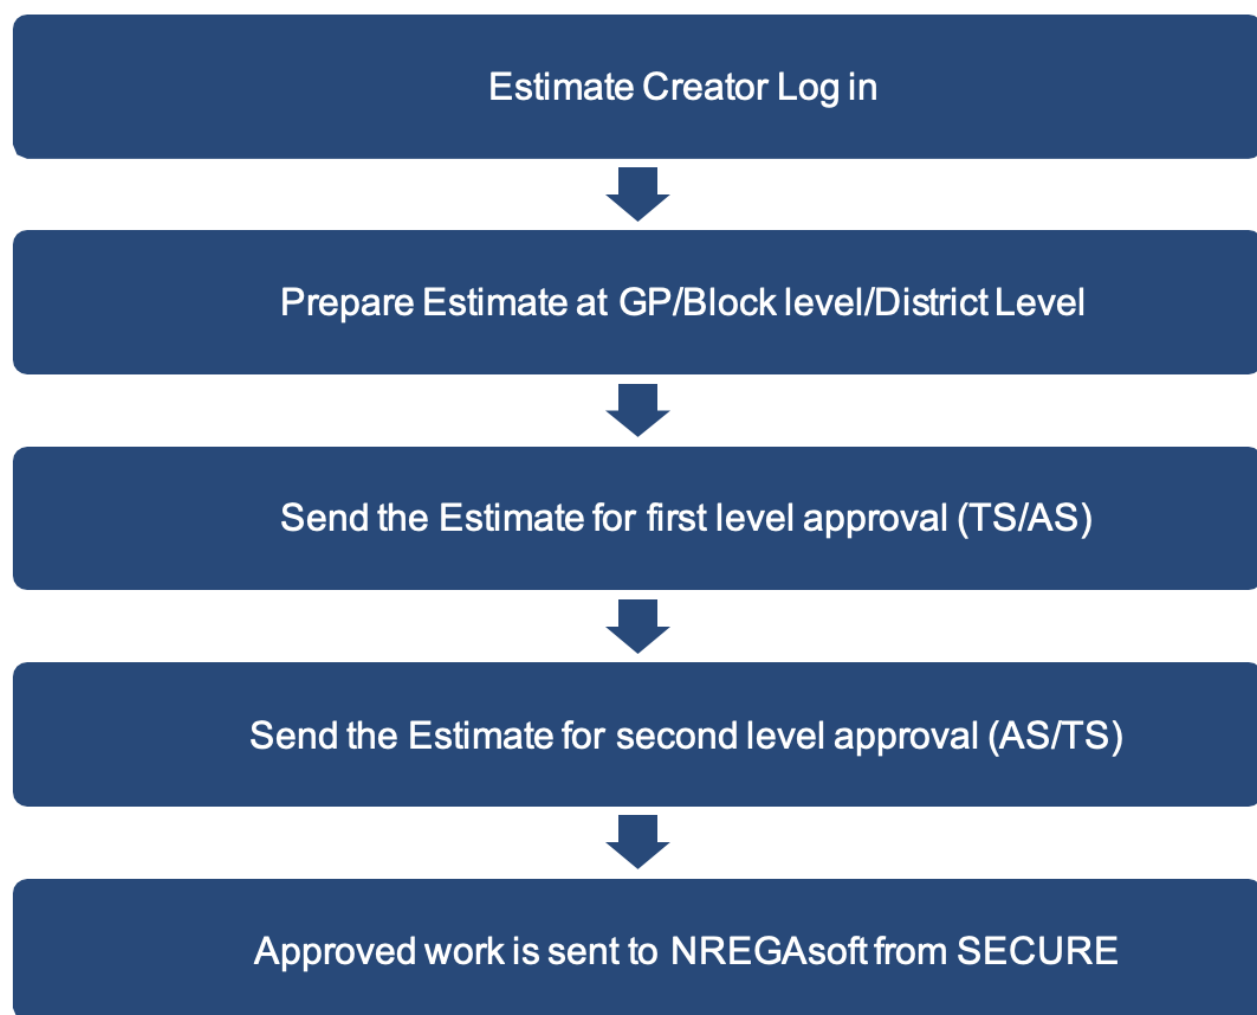 Estimate Creator Log in
Prepare Estimate at GP/Block level/District Level
Send the Estimate for first level approval (TS/AS)
Send the Estimate for second level approval (AS/TS)
Approved work is sent to NREGAsoft from SECURE